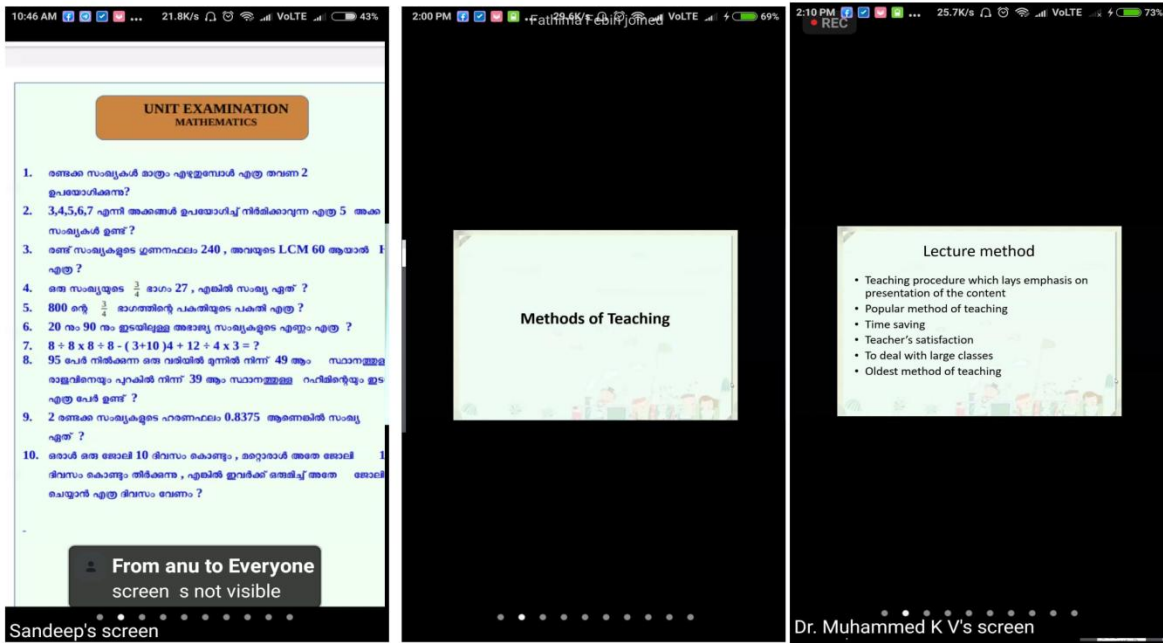 10:46 AM ... 21.8K/s VoLTE 43%
UNIT EXAMINATION
MATHEMATICS
1. രണ്ടക്ക സംഖ്യകൾ മാത്രം എഴുതുമ്പോൾ എത്ര തവണ 2
ഉപയോഗിക്കുന്നു?
2. 3,4,5,6,7 എന്നി അക്കങ്ങൾ ഉപയോഗിച്ച് നിർമിക്കാവുന്ന എത്ര 5 അക്ക
സംഖ്യകൾ ഉണ്ട് ?
3. രണ്ട് സംഖ്യകളുടെ ഗുണനഫലം 240 , അവയുടെ LCM 60 ആയാൽ
എത്ര ?
4. ഒരു സംഖ്യയുടെ 3/4 ഭാഗം 27 , എങ്കിൽ സംഖ്യ ഏത് ?
5. 800 ന്റെ 3/4 ഭാഗത്തിന്റെ പകുതിയുടെ പകുതി എത്ര ?
6. 20 നും 90 നും ഇടയിലുള്ള അഭാജ്യ സംഖ്യകളുടെ എണ്ണം എത്ര ?
7. 8 ÷ 8 x 8 ÷ 8 - ( 3+10 )4 + 12 ÷ 4 x 3 = ?
8. 95 പേർ നിൽക്കുന്ന ഒരു വരിയിൽ മുന്നിൽ നിന്ന് 49 ആം സ്ഥാനത്തുള്ള
രാജുവിനെയും പുറകിൽ നിന്ന് 39 ആം സ്ഥാനത്തുള്ള റഹിമിന്റെയും ഇട
എത്ര പേർ ഉണ്ട് ?
9. 2 രണ്ടക്ക സംഖ്യകളുടെ ഹരണഫലം 0.8375 ആണെങ്കിൽ സംഖ്യ
ഏത് ?
10. ഒരാൾ ഒരു ജോലി 10 ദിവസം കൊണ്ടും , മറ്റൊരാൾ അതേ ജോലി 1
ദിവസം കൊണ്ടും തിർക്കുന്നു , എങ്കിൽ ഇവർക്ക് ഒരുമിച്ച് അതേ ജോലി
ചെയ്യാൻ എത്ര ദിവസം വേണം ?
From anu to Everyone
screen s not visible
Sandeep's screen
2:00 PM VoLTE 69%
Fathima Febin joined
Methods of Teaching
2:10 PM ... 25.7K/s VoLTE 73%
REC
Lecture method
• Teaching procedure which lays emphasis on
presentation of the content
• Popular method of teaching
• Time saving
• Teacher's satisfaction
• To deal with large classes
• Oldest method of teaching
Dr. Muhammed K V's screen